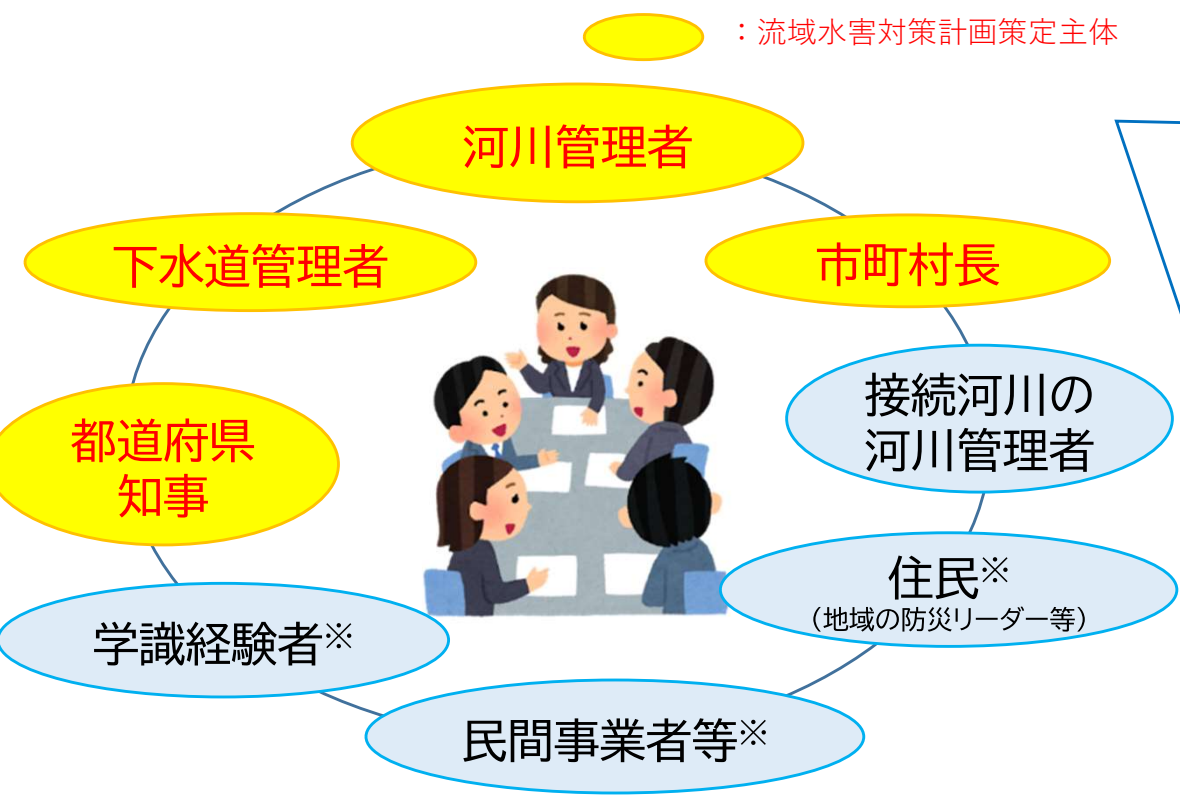 ：流域水害対策計画策定主体
河川管理者
下水道管理者
市町村長
接続河川の
河川管理者
都道府県
知事
住民※
（地域の防災リーダー等）
学識経験者※
民間事業者等※